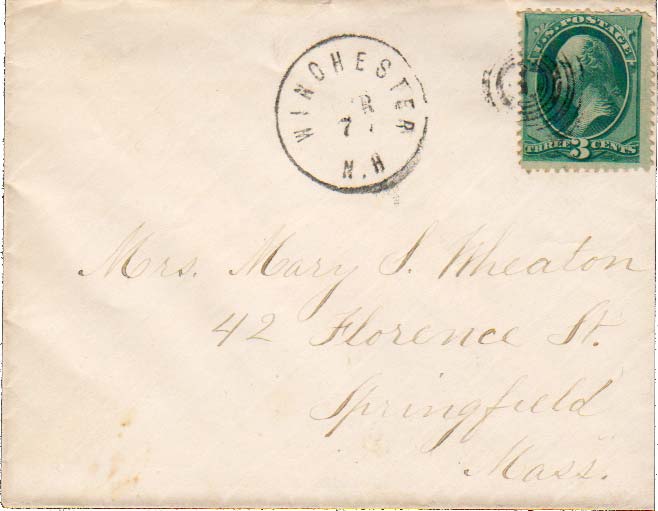 WINCHESTER
R
7
N.H
U.S. POSTAGE
THREE 3 CENTS
Mrs. Mary S. Wheaton
42 Florence St.
Springfield
Mass.